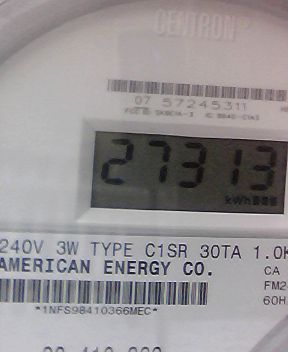 CENTRON®
07 57245311
27313
kWh
240V 3W TYPE C1SR 30TA 1.0K
AMERICAN ENERGY CO.
CA
FM2
60H
*1NFS98410366MEC*